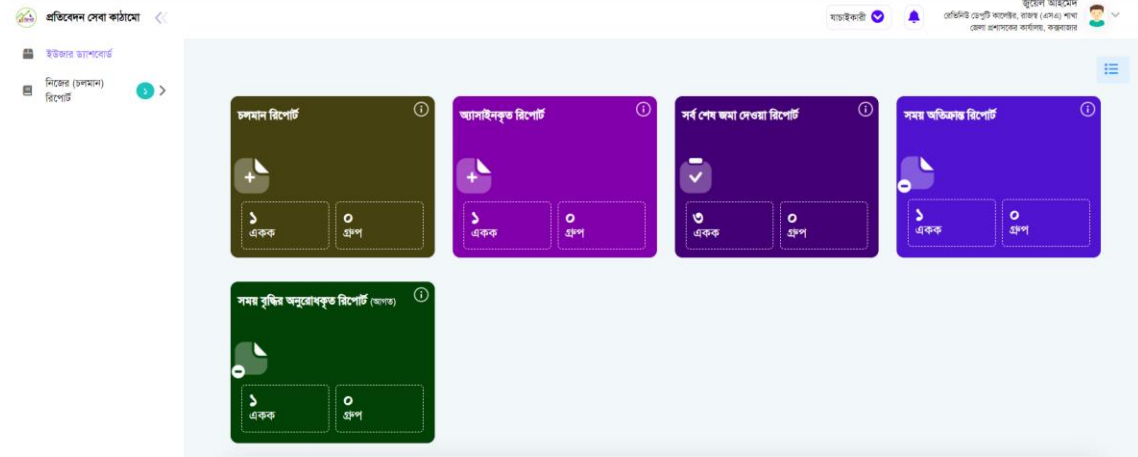 প্রতিবেদন সেবা কাঠামো
যাচাইকারী
জুয়েল আহমেদ
রেভিনিউ ডেপুটি কালেক্টর, রাজস্ব (এসএ) শাখা
জেলা প্রশাসকের কার্যালয়, কক্সবাজার
ইউজার ড্যাশবোর্ড
নিজের (চলমান)
রিপোর্ট
১
চলমান রিপোর্ট
১
একক
০
গ্রুপ
অ্যাসাইনকৃত রিপোর্ট
১
একক
০
গ্রুপ
সর্ব শেষ জমা দেওয়া রিপোর্ট
৩
একক
০
গ্রুপ
সময় অতিক্রান্ত রিপোর্ট
১
একক
০
গ্রুপ
সময় বৃদ্ধির অনুরোধকৃত রিপোর্ট (আগত)
১
একক
০
গ্রুপ